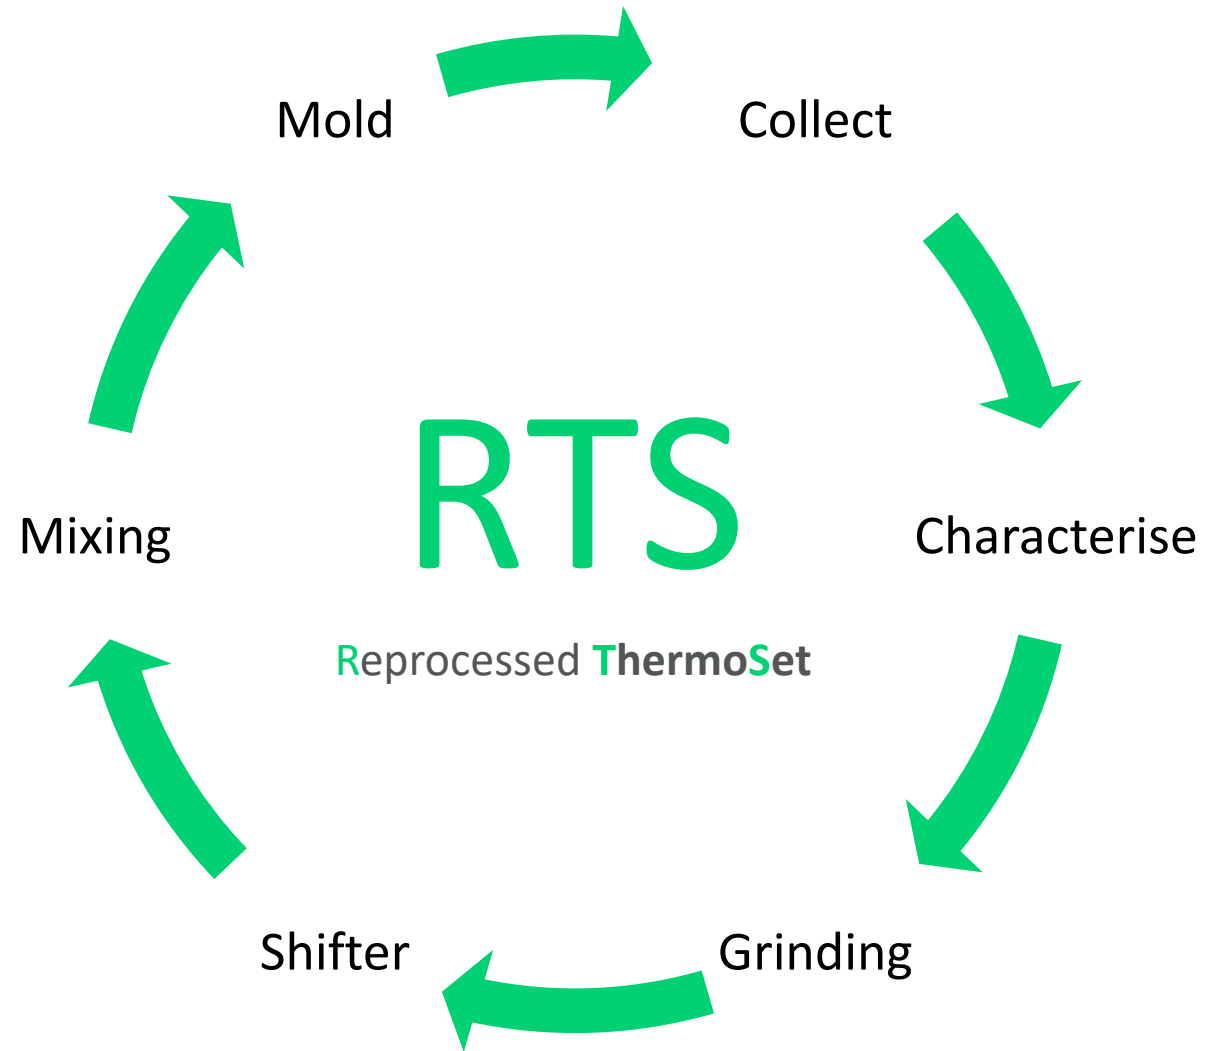 Mold
Collect
RTS
Mixing
Characterise
Reprocessed ThermoSet
Shifter
Grinding